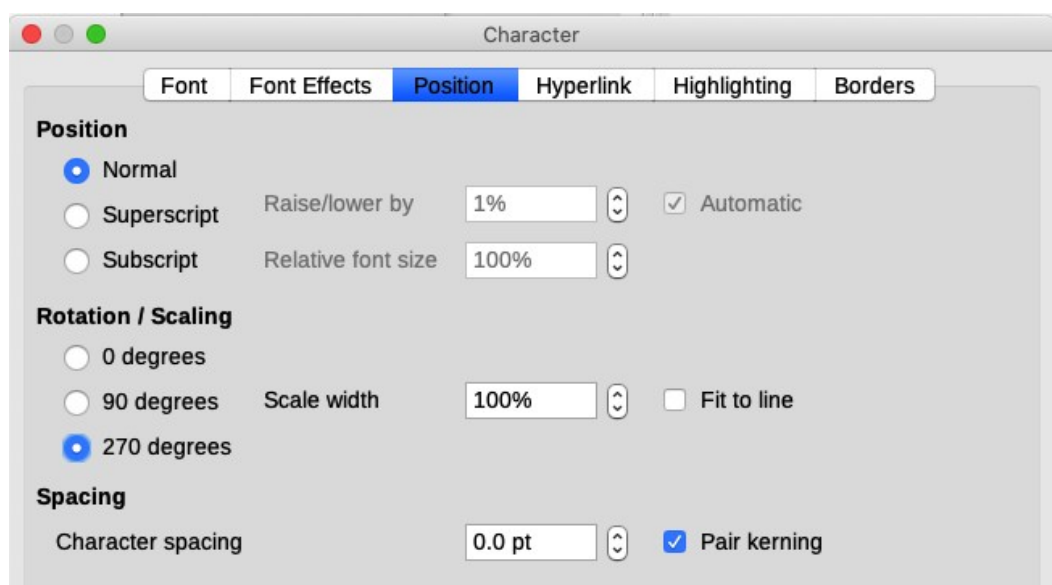 Character
Font Font Effects Position Hyperlink Highlighting Borders
Position
Normal
Superscript Raise/lower by 1% Automatic
Subscript Relative font size 100%
Rotation / Scaling
0 degrees
90 degrees Scale width 100% Fit to line
270 degrees
Spacing
Character spacing 0.0 pt Pair kerning